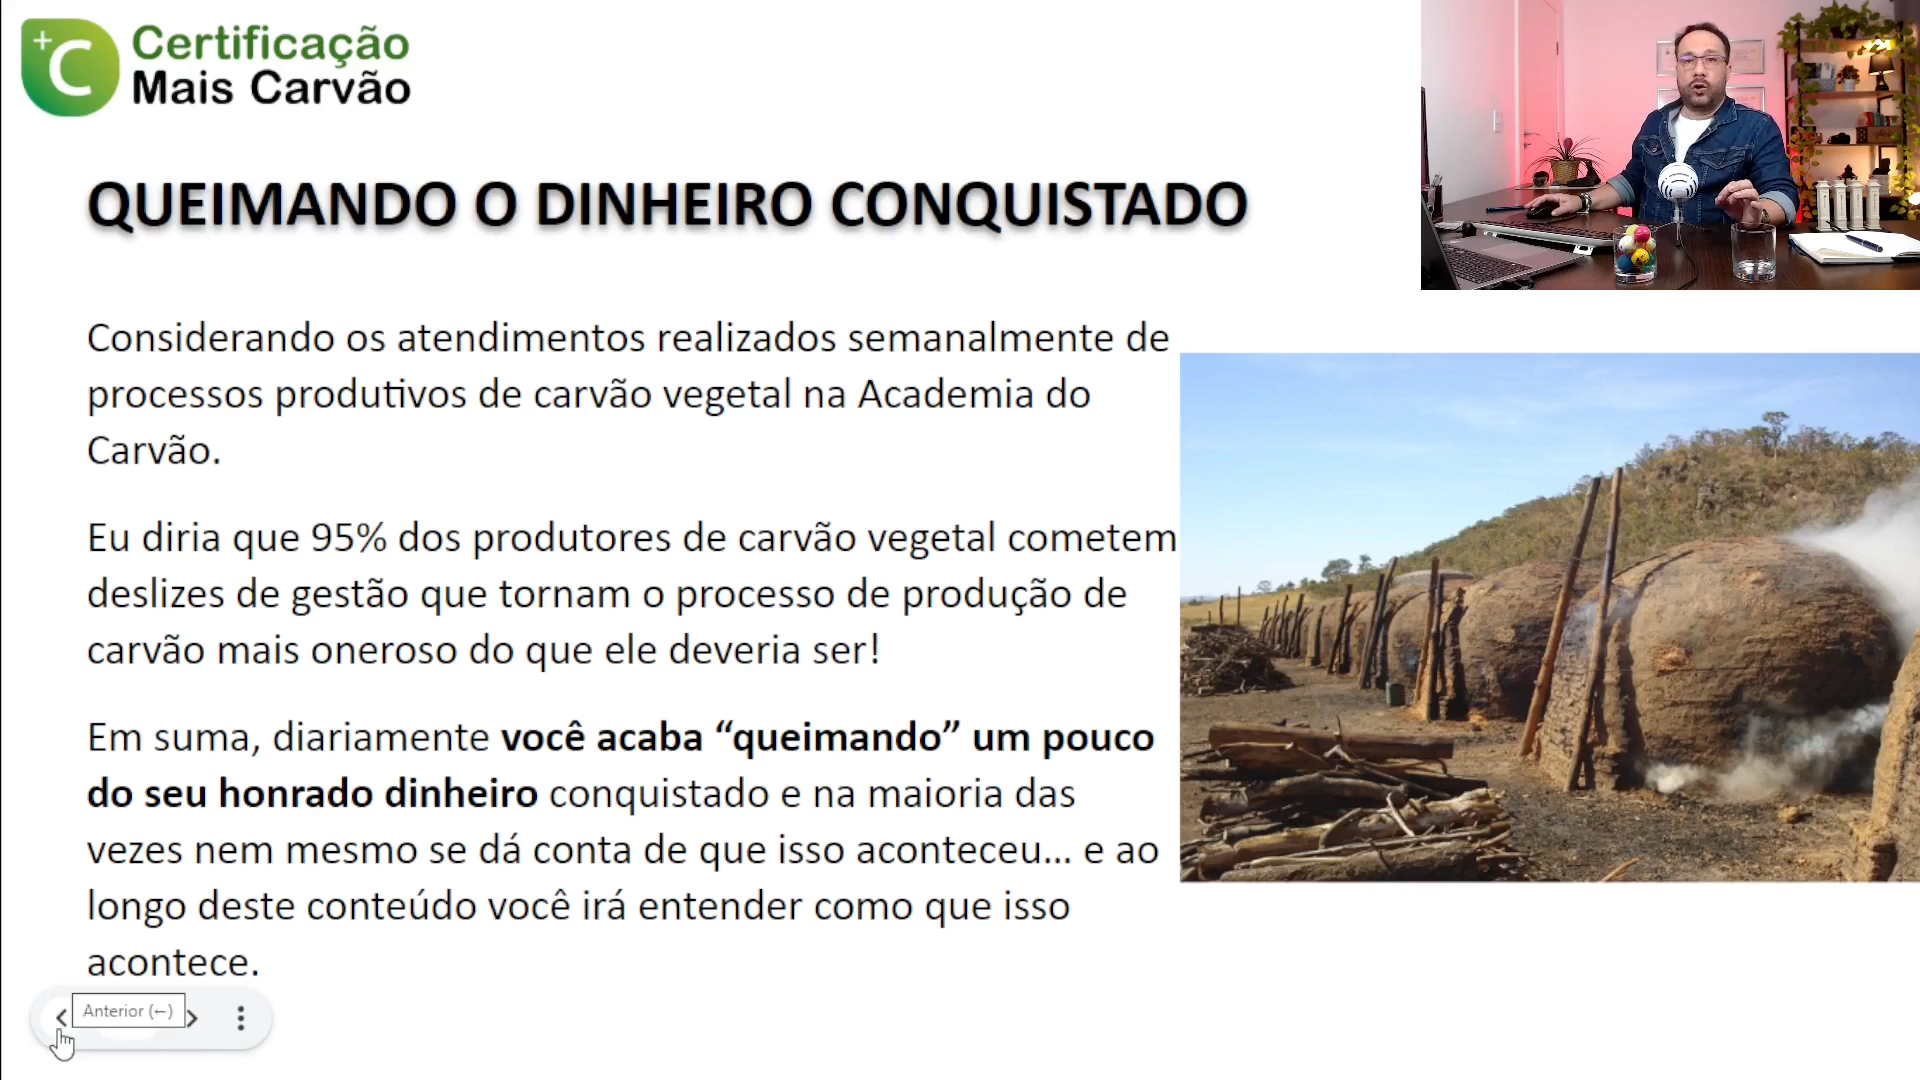 Certificação
Mais Carvão
+C
QUEIMANDO O DINHEIRO CONQUISTADO
Considerando os atendimentos realizados semanalmente de
processos produtivos de carvão vegetal na Academia do
Carvão.
Eu diria que 95% dos produtores de carvão vegetal cometem
deslizes de gestão que tornam o processo de produção de
carvão mais oneroso do que ele deveria ser!
Em suma, diariamente você acaba “queimando” um pouco
do seu honrado dinheiro conquistado e na maioria das
vezes nem mesmo se dá conta de que isso aconteceu... e ao
longo deste conteúdo você irá entender como que isso
acontece.
Anterior (←)